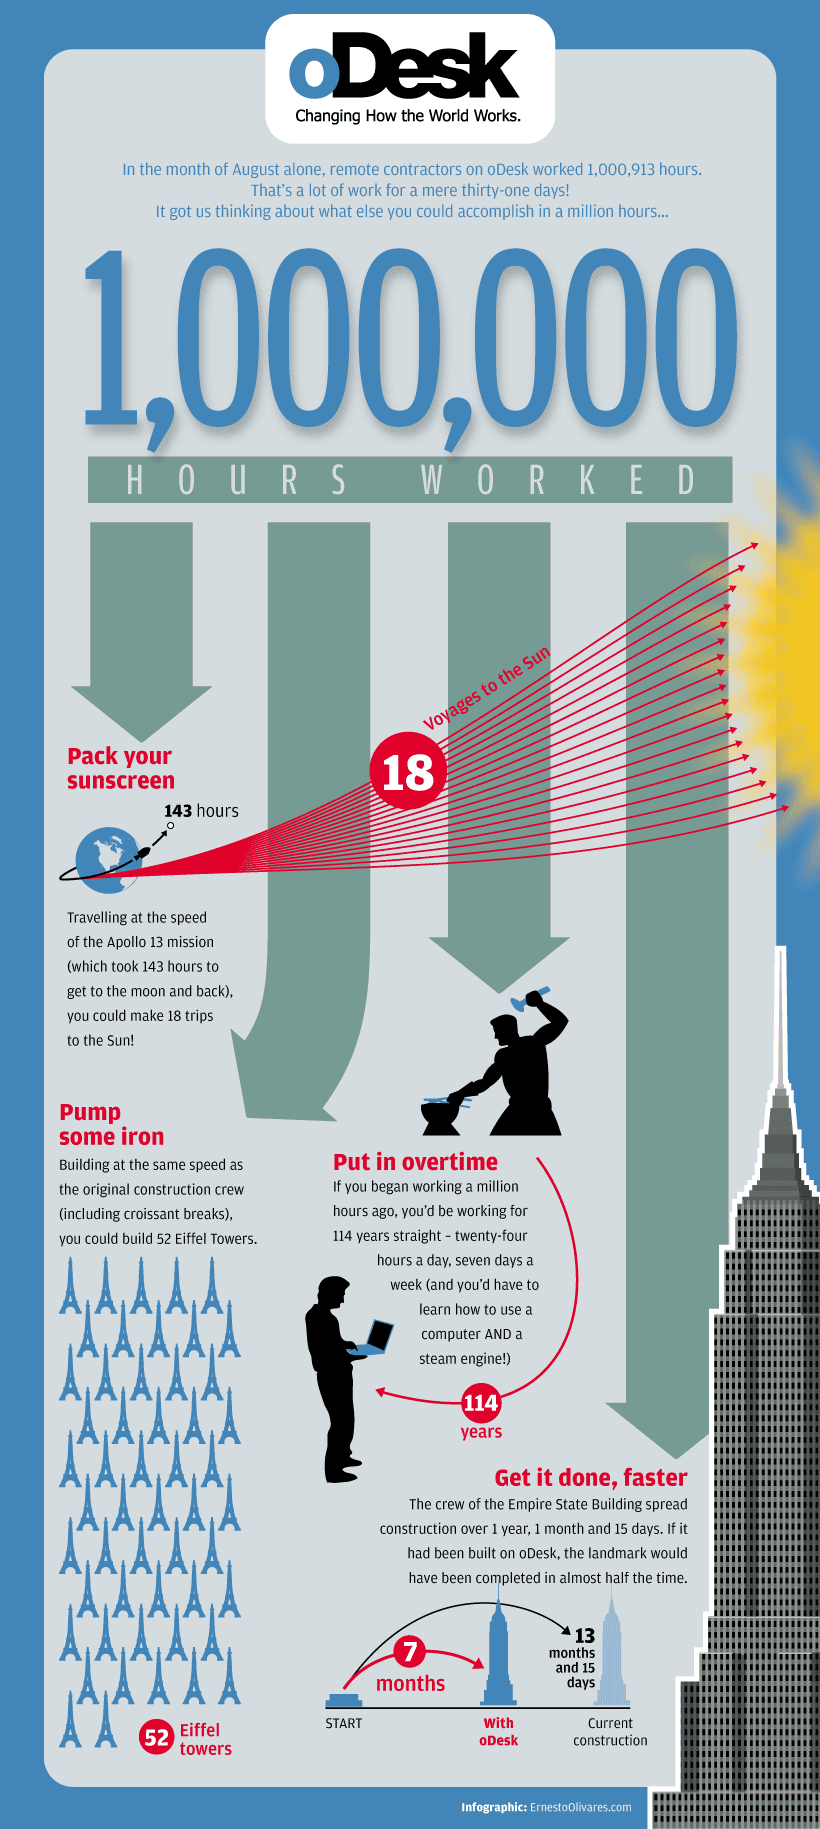 oDesk
Changing How the World Works.
In the month of August alone, remote contractors on oDesk worked 1,000,913 hours.
That's a lot of work for a mere thirty-one days!
It got us thinking about what else you could accomplish in a million hours...
1,000,000
HOURS WORKED
Voyages to the Sun
18
Pack your
sunscreen
143 hours
Travelling at the speed
of the Apollo 13 mission
(which took 143 hours to
get to the moon and back),
you could make 18 trips
to the Sun!
Pump
some iron
Building at the same speed as
the original construction crew
(including croissant breaks),
you could build 52 Eiffel Towers.
52 Eiffel
towers
Put in overtime
If you began working a million
hours ago, you'd be working for
114 years straight - twenty-four
hours a day, seven days a
week (and you'd have to
learn how to use a
computer AND a
steam engine!)
114
years
Get it done, faster
The crew of the Empire State Building spread
construction over 1 year, 1 month and 15 days. If it
had been built on oDesk, the landmark would
have been completed in almost half the time.
7
months
13
months
and 15
days
START
With
oDesk
Current
construction
Infographic: ErnestoOlivares.com